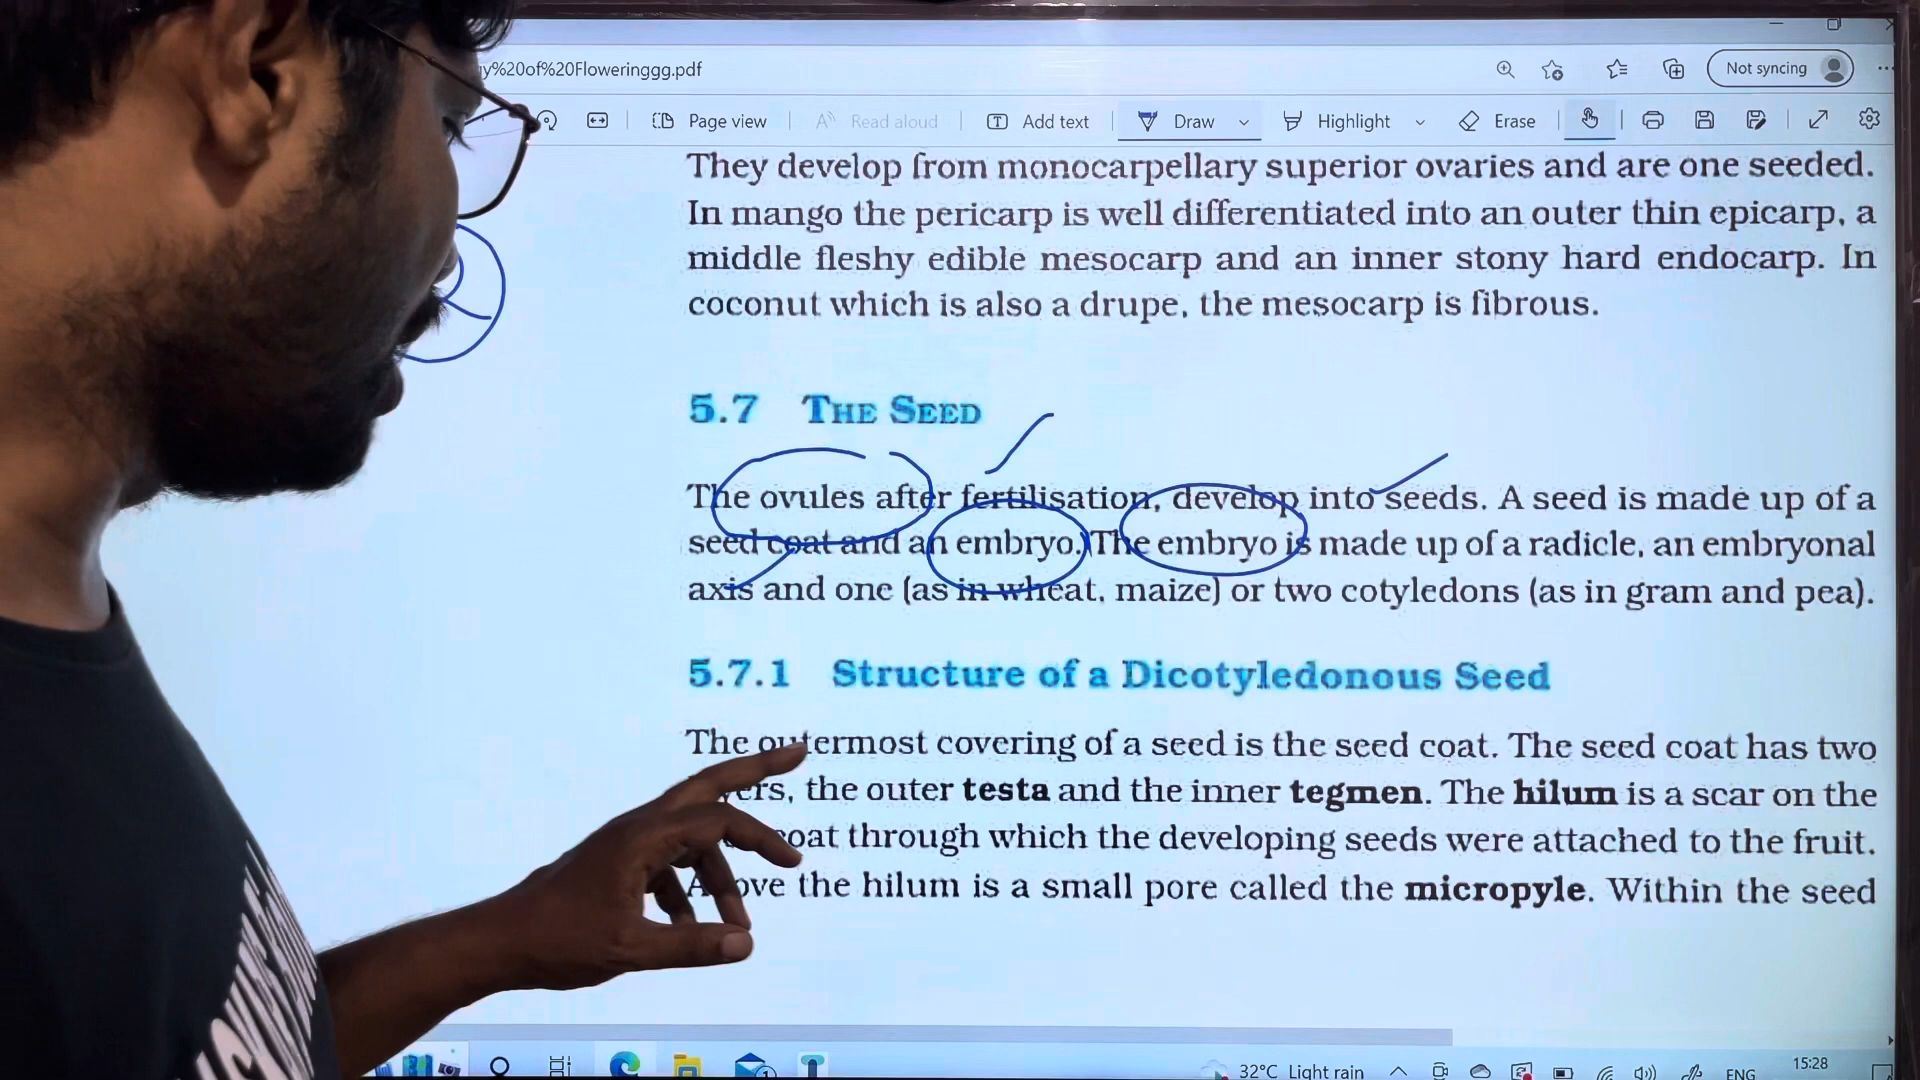 y%20of%20Floweringgg.pdf
Not syncing
Page view
Read aloud
Add text
Draw
Highlight
Erase
They develop from monocarpellary superior ovaries and are one seeded.
In mango the pericarp is well differentiated into an outer thin epicarp, a
middle fleshy edible mesocarp and an inner stony hard endocarp. In
coconut which is also a drupe, the mesocarp is fibrous.
5.7 THE SEED
The ovules after fertilisation, develop into seeds. A seed is made up of a
seed coat and an embryo. The embryo is made up of a radicle, an embryonal
axis and one (as in wheat, maize) or two cotyledons (as in gram and pea).
5.7.1 Structure of a Dicotyledonous Seed
The outermost covering of a seed is the seed coat. The seed coat has two
ers, the outer testa and the inner tegmen. The hilum is a scar on the
oat through which the developing seeds were attached to the fruit.
Above the hilum is a small pore called the micropyle. Within the seed
32°C Light rain
ENG
15:28